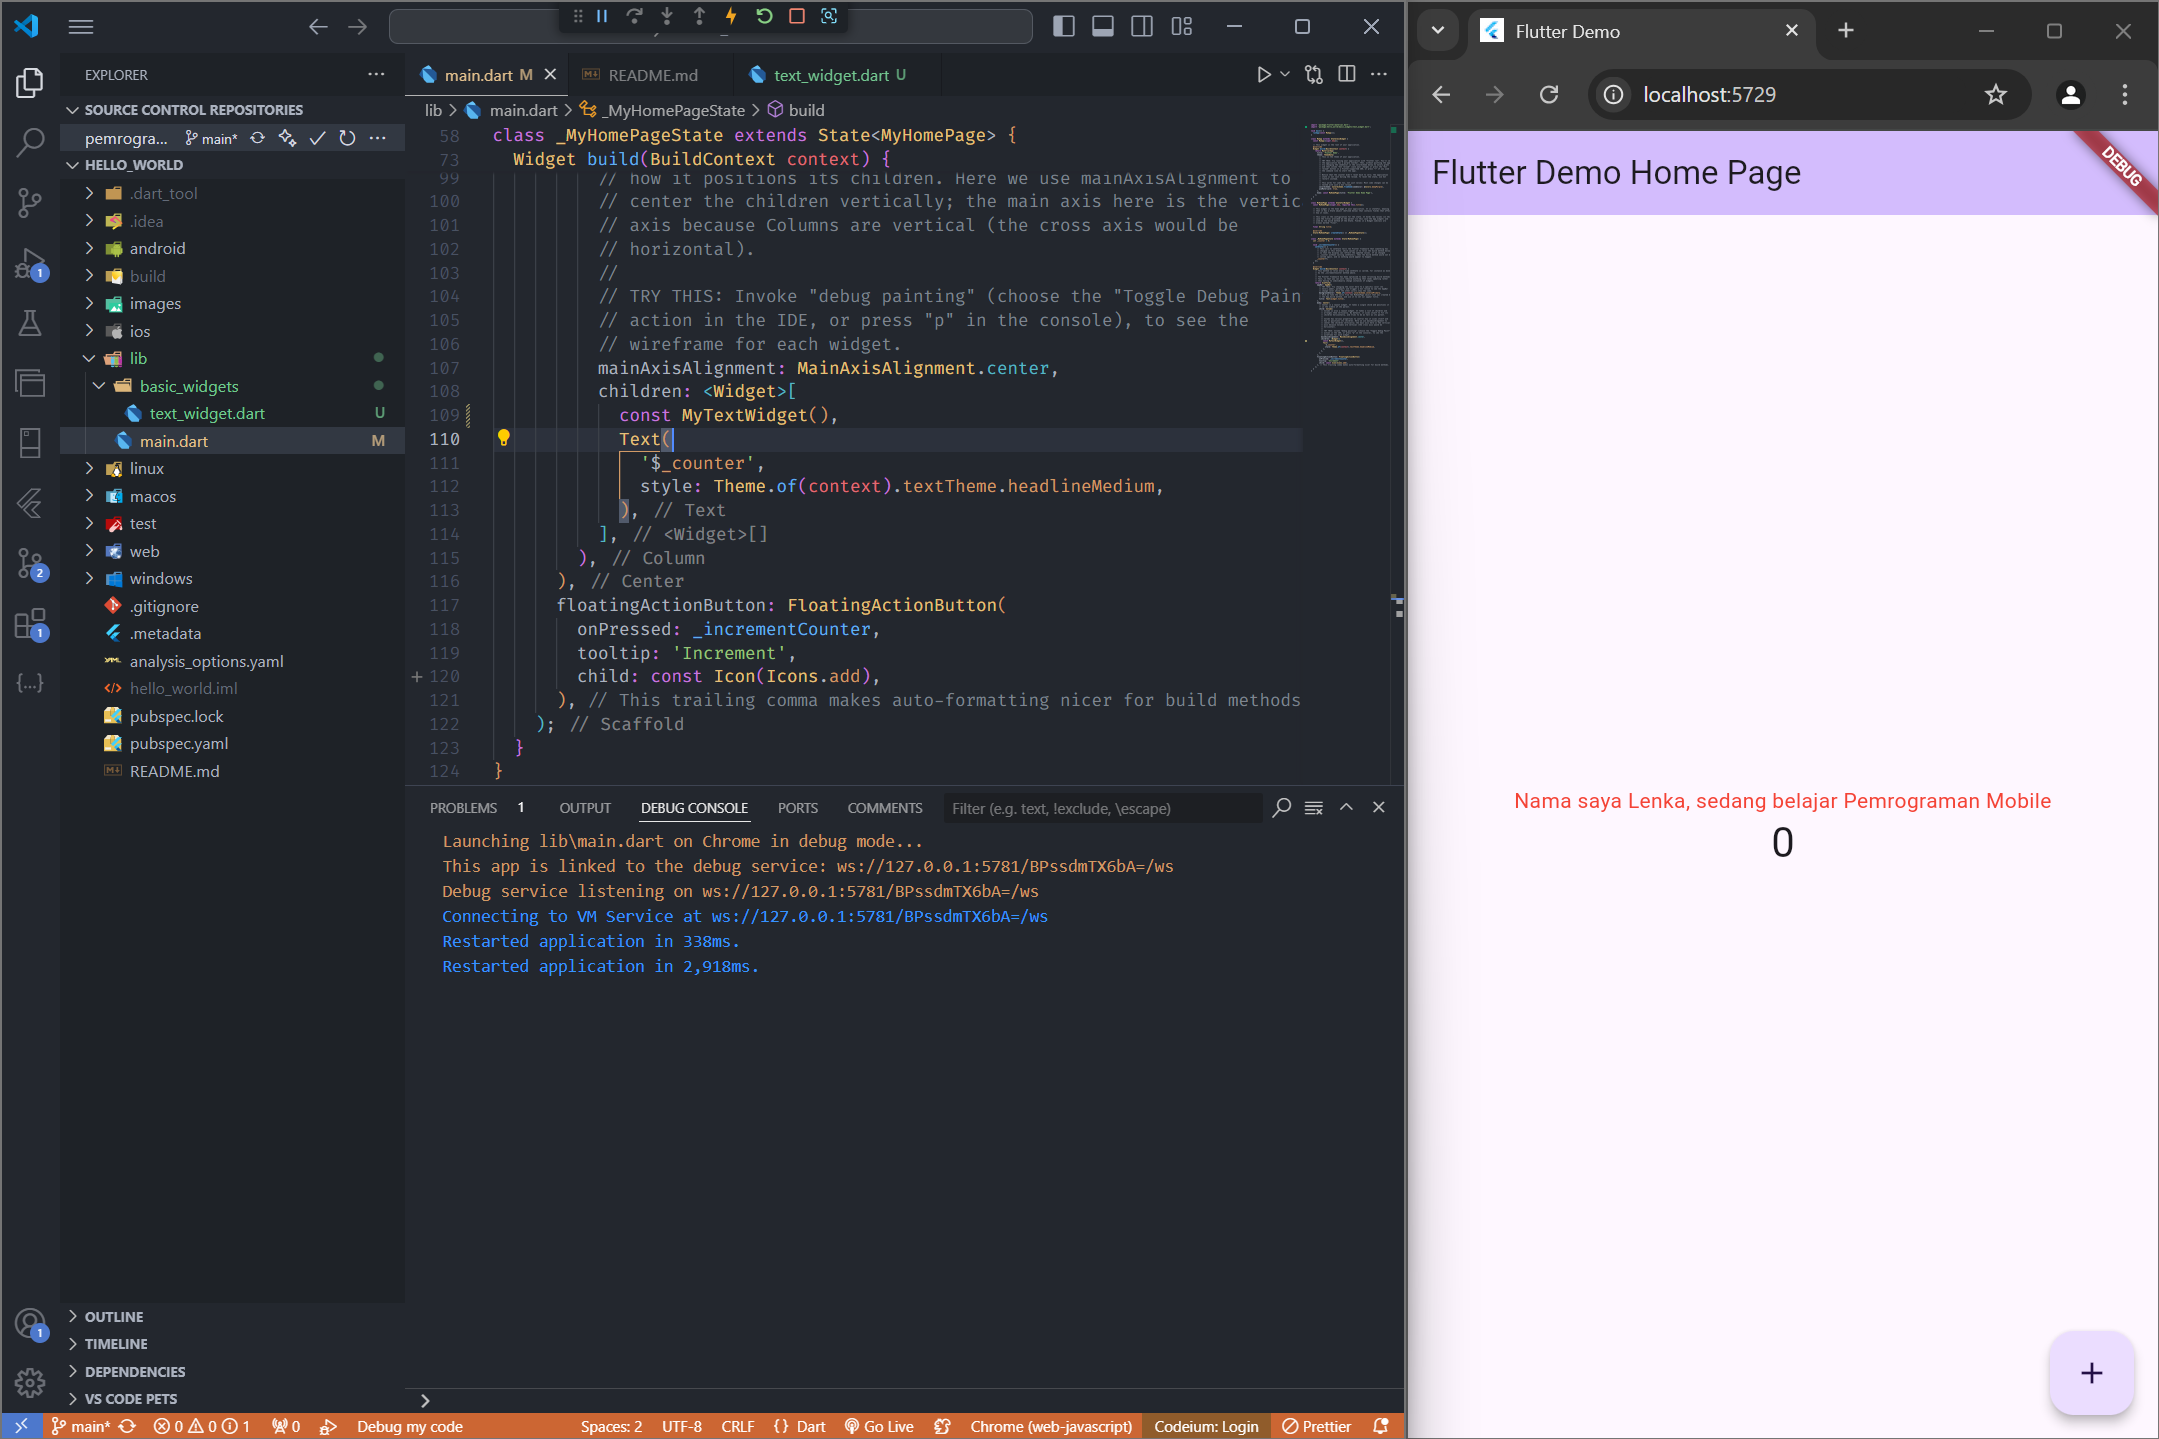 EXPLORER
SOURCE CONTROL REPOSITORIES
pemrogra... main*
HELLO_WORLD
.dart_tool
.idea
android
build
images
ios
lib
basic_widgets
text_widget.dart U
main.dart M
linux
macos
test
web
windows
.gitignore
.metadata
analysis_options.yaml
hello_world.iml
pubspec.lock
pubspec.yaml
README.md
OUTLINE
TIMELINE
DEPENDENCIES
VS CODE PETS
main.dart M README.md text_widget.dart U
lib > main.dart > _MyHomePageState > build
58 class _MyHomePageState extends State<MyHomePage> {
73 Widget build(BuildContext context) {
99 // how it positions its children. Here we use mainAxisAlignment to
100 // center the children vertically; the main axis here is the vertic
101 // axis because Columns are vertical (the cross axis would be
102 // horizontal).
103 //
104 // TRY THIS: Invoke "debug painting" (choose the "Toggle Debug Pain
105 // action in the IDE, or press "p" in the console), to see the
106 // wireframe for each widget.
107 mainAxisAlignment: MainAxisAlignment.center,
108 children: <Widget>[
109 const MyTextWidget(),
110 Text(
111 '$_counter',
112 style: Theme.of(context).textTheme.headlineMedium,
113 ), // Text
114 ], // <Widget>[]
115 ), // Column
116 ), // Center
117 floatingActionButton: FloatingActionButton(
118 onPressed: _incrementCounter,
119 tooltip: 'Increment',
120 child: const Icon(Icons.add),
121 ), // This trailing comma makes auto-formatting nicer for build methods
122 ); // Scaffold
123 }
124 }
PROBLEMS 1 OUTPUT DEBUG CONSOLE PORTS COMMENTS Filter (e.g. text, !exclude, \escape)
Launching lib\main.dart on Chrome in debug mode...
This app is linked to the debug service: ws://127.0.0.1:5781/BPssdmTX6bA=/ws
Debug service listening on ws://127.0.0.1:5781/BPssdmTX6bA=/ws
Connecting to VM Service at ws://127.0.0.1:5781/BPssdmTX6bA=/ws
Restarted application in 338ms.
Restarted application in 2,918ms.
main* 0 0 1 0 Debug my code Spaces: 2 UTF-8 CRLF {} Dart Go Live Chrome (web-javascript) Codeium: Login Prettier
Flutter Demo
localhost:5729
Flutter Demo Home Page
DEBUG
Nama saya Lenka, sedang belajar Pemrograman Mobile
0